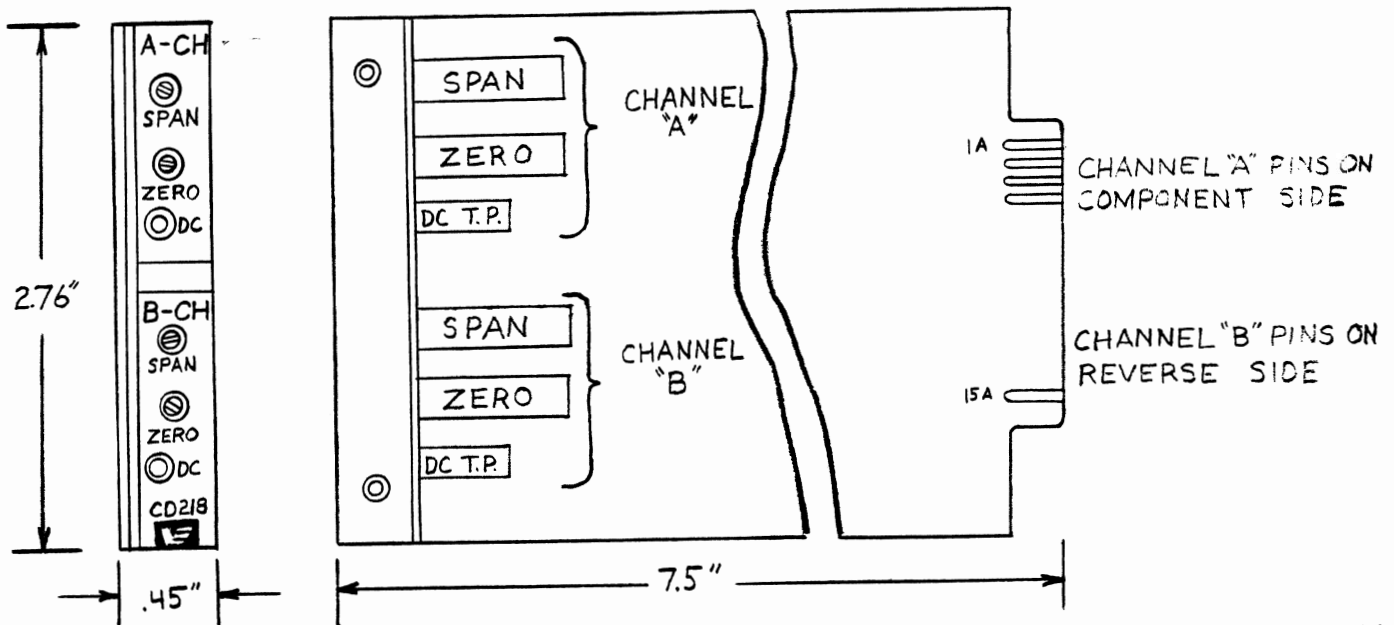 A-CH
SPAN
ZERO
DC
B-CH
SPAN
ZERO
DC
CD218
2.76"
.45"
SPAN
ZERO
DC T.P.
CHANNEL
"A"
SPAN
ZERO
DC T.P.
CHANNEL
"B"
7.5"
1A
CHANNEL "A" PINS ON
COMPONENT SIDE
CHANNEL "B" PINS ON
REVERSE SIDE
15A